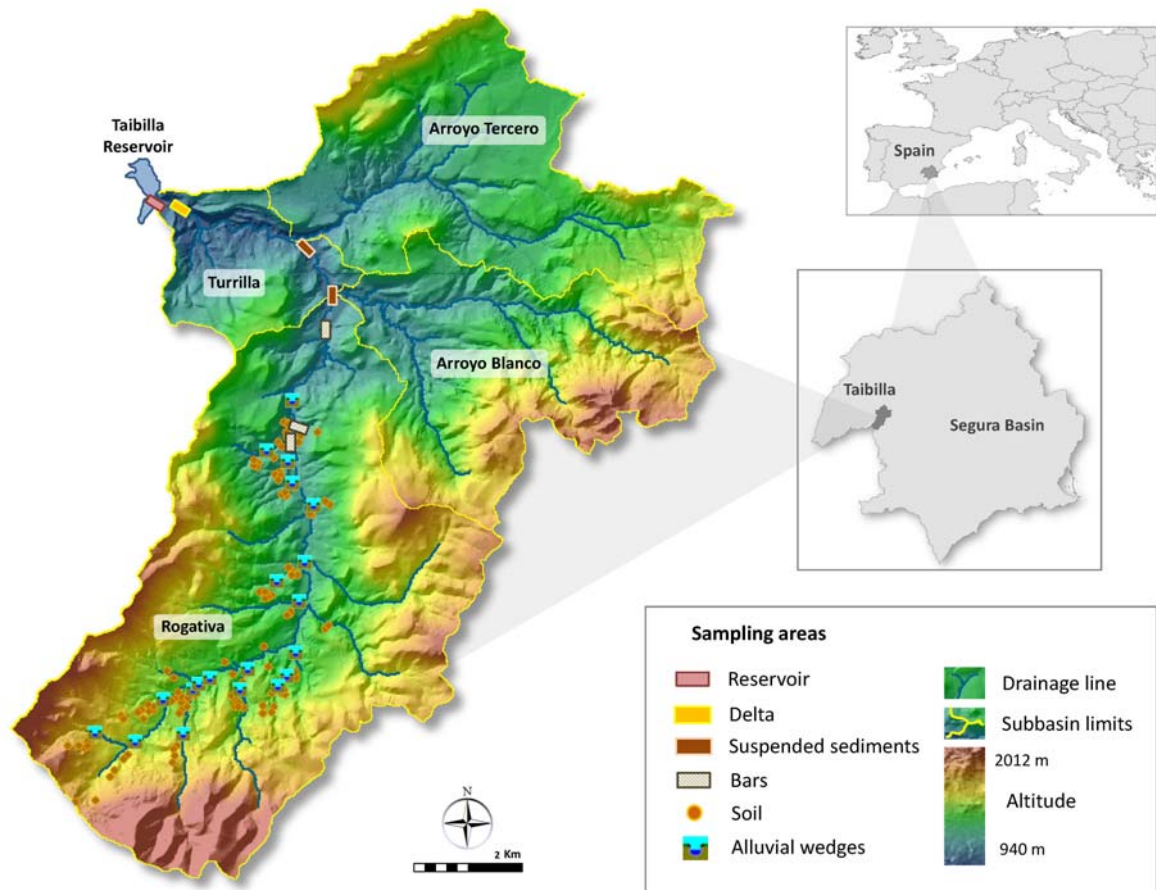 Taibilla
Reservoir
Arroyo Tercero
Turrilla
Arroyo Blanco
Rogativa
Spain
Taibilla
Segura Basin
N
2 Km
Sampling areas
Reservoir
Delta
Suspended sediments
Bars
Soil
Alluvial wedges
Drainage line
Subbasin limits
2012 m
Altitude
940 m